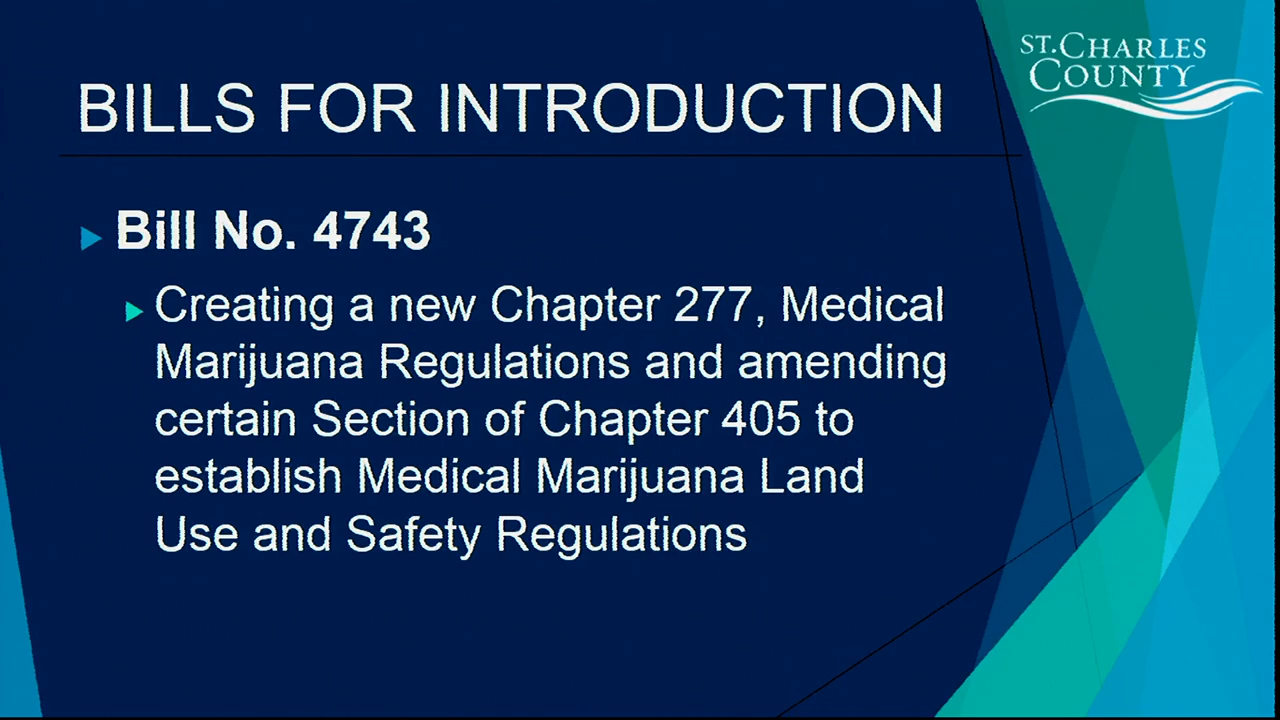 ST. CHARLES
COUNTY
BILLS FOR INTRODUCTION
Bill No. 4743
Creating a new Chapter 277, Medical
Marijuana Regulations and amending
certain Section of Chapter 405 to
establish Medical Marijuana Land
Use and Safety Regulations